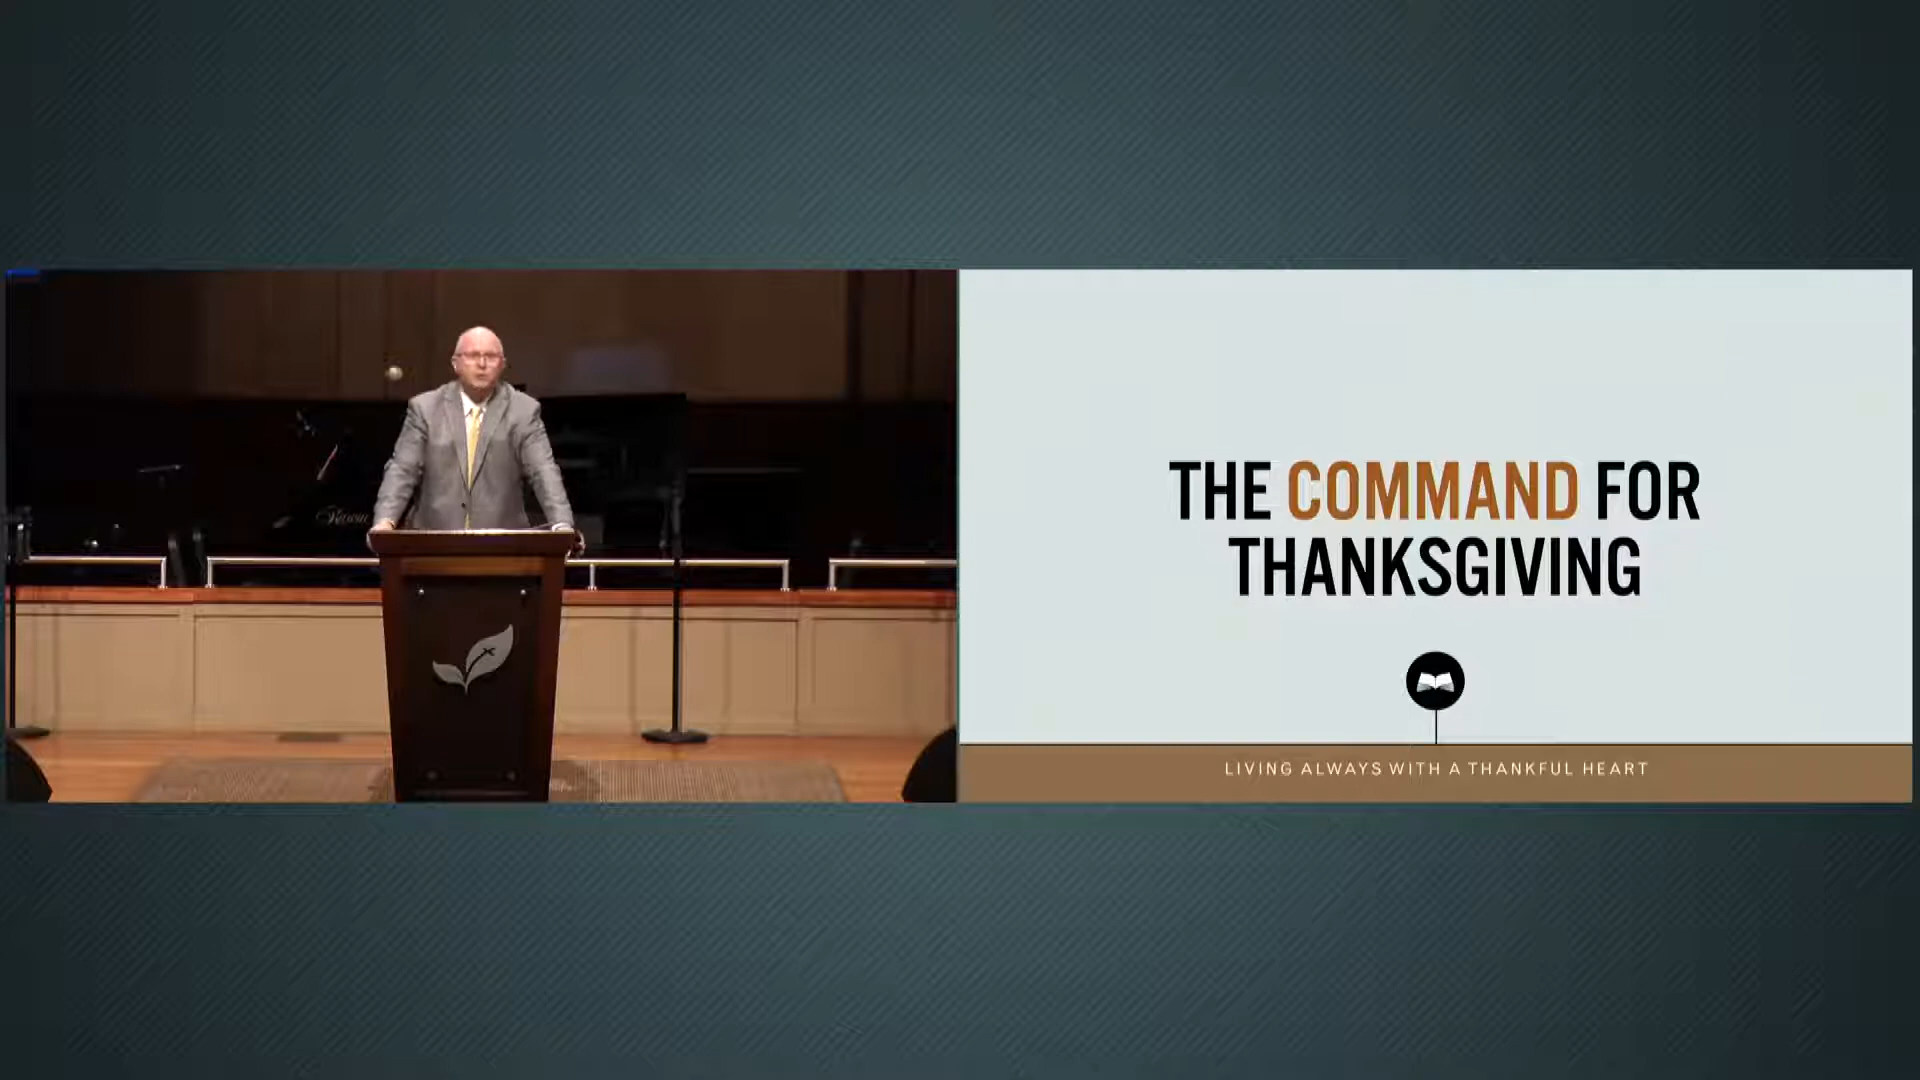 THE COMMAND FOR
THANKSGIVING
LIVING ALWAYS WITH A THANKFUL HEART